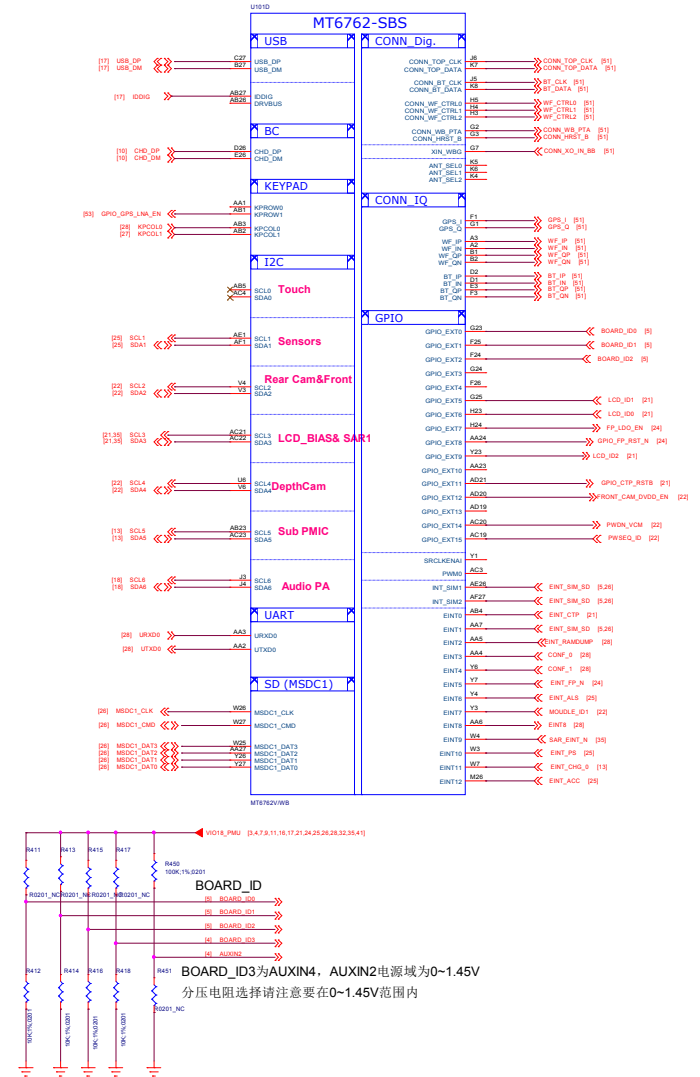 U101D
MT6762-SBS
USB
CONN_Dig.
[17] USB_DP C27 USB_DP
[17] USB_DM B27 USB_DM
[17] IDDIG AB27 IDDIG
AB26 DRVBUS
BC
[10] CHD_DP D26 CHD_DP
[10] CHD_DM E26 CHD_DM
KEYPAD
AA1 KPROW0
[53] GPIO_GPS_LNA_EN AB1 KPROW1
[28] KPCOL0 AB3 KPCOL0
[27] KPCOL1 AB2 KPCOL1
I2C
AB5 SCL0 Touch
AC4 SDA0
[25] SCL1 AE1 SCL1 Sensors
[25] SDA1 AF1 SDA1
Rear Cam&Front
[22] SCL2 V4 SCL2
[22] SDA2 V3 SDA2
[21,35] SCL3 AC21 SCL3 LCD_BIAS& SAR1
[21,35] SDA3 AC22 SDA3
[22] SCL4 U6 SCL4 DepthCam
[22] SDA4 V6 SDA4
[13] SCL5 AB23 SCL5 Sub PMIC
[13] SDA5 AC23 SDA5
[18] SCL6 J3 SCL6 Audio PA
[18] SDA6 J4 SDA6
UART
[28] URXD0 AA3 URXD0
[28] UTXD0 AA2 UTXD0
SD (MSDC1)
[26] MSDC1_CLK W26 MSDC1_CLK
[26] MSDC1_CMD W27 MSDC1_CMD
[26] MSDC1_DAT3 W25 MSDC1_DAT3
[26] MSDC1_DAT2 AA27 MSDC1_DAT2
[26] MSDC1_DAT1 Y26 MSDC1_DAT1
[26] MSDC1_DAT0 Y27 MSDC1_DAT0
MT6762V/WB
CONN_TOP_CLK J6 CONN_TOP_CLK [51]
CONN_TOP_DATA K7 CONN_TOP_DATA [51]
CONN_BT_CLK J5 BT_CLK [51]
CONN_BT_DATA K8 BT_DATA [51]
CONN_WF_CTRL0 H5 WF_CTRL0 [51]
CONN_WF_CTRL1 H4 WF_CTRL1 [51]
CONN_WF_CTRL2 H3 WF_CTRL2 [51]
CONN_WB_PTA G2 CONN_WB_PTA [51]
CONN_HRST_B G3 CONN_HRST_B [51]
XIN_WBG G7 CONN_XO_IN_BB [51]
ANT_SEL0 K5
ANT_SEL1 K6
ANT_SEL2 K4
CONN_IQ
GPS_I F1 GPS_I [51]
GPS_Q G1 GPS_Q [51]
WF_IP A3 WF_IP [51]
WF_IN A2 WF_IN [51]
WF_QP B1 WF_QP [51]
WF_QN B2 WF_QN [51]
BT_IP D2 BT_IP [51]
BT_IN D1 BT_IN [51]
BT_QP E3 BT_QP [51]
BT_QN F3 BT_QN [51]
GPIO
GPIO_EXT0 G23 BOARD_ID0 [5]
GPIO_EXT1 F25 BOARD_ID1 [5]
GPIO_EXT2 F24 BOARD_ID2 [5]
GPIO_EXT3 G24
GPIO_EXT4 F26
GPIO_EXT5 G25 LCD_ID1 [21]
GPIO_EXT6 H23 LCD_ID0 [21]
GPIO_EXT7 H24 FP_LDO_EN [24]
GPIO_EXT8 AA24 GPIO_FP_RST_N [24]
GPIO_EXT9 Y23 LCD_ID2 [21]
GPIO_EXT10 AA23
GPIO_EXT11 AD21 GPIO_CTP_RSTB [21]
GPIO_EXT12 AD20 FRONT_CAM_DVDD_EN [22]
GPIO_EXT13 AD19
GPIO_EXT14 AC20 PWDN_VCM [22]
GPIO_EXT15 AC19 PWSEQ_ID [22]
SRCLKENAI Y1
PWM0 AC3
INT_SIM1 AE26 EINT_SIM_SD [5,26]
INT_SIM2 AF27 EINT_SIM_SD [5,26]
EINT0 AB4 EINT_CTP [21]
EINT1 AA7 EINT_SIM_SD [5,26]
EINT2 AA5 EINT_RAMDUMP [28]
EINT3 AA4 CONF_0 [28]
EINT4 Y8 CONF_1 [28]
EINT5 Y7 EINT_FP_N [24]
EINT6 Y4 EINT_ALS [25]
EINT7 Y3 MOUDLE_ID1 [22]
EINT8 AA6 EINT8 [28]
EINT9 W4 SAR_EINT_N [35]
EINT10 W3 EINT_PS [25]
EINT11 W7 EINT_CHG_0 [13]
EINT12 M26 EINT_ACC [25]
VIO18_PMU [3,4,7,9,11,16,17,21,24,25,26,28,32,35,41]
R411 R413 R415 R417
R450
100K;1%;0201
R0201_NC R0201_NC R0201_NC R0201_NC
BOARD_ID
[5] BOARD_ID0
[5] BOARD_ID1
[5] BOARD_ID2
[4] BOARD_ID3
[4] AUXIN2
R412 R414 R416 R418 R451
10K;1%;0201 10K;1%;0201 10K;1%;0201 10K;1%;0201 R0201_NC
BOARD_ID3为AUXIN4，AUXIN2电源域为0~1.45V
分压电阻选择请注意要在0~1.45V范围内